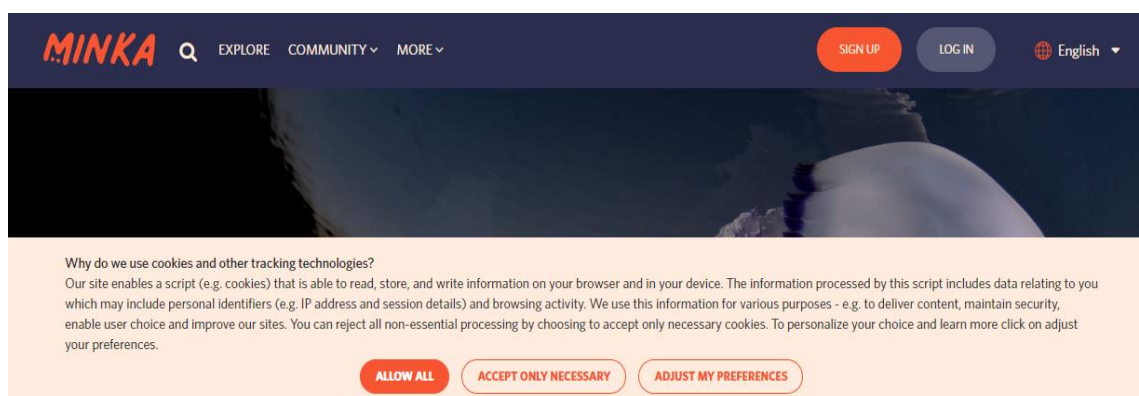 MINKA EXPLORE COMMUNITY MORE SIGN UP LOG IN English
Why do we use cookies and other tracking technologies?
Our site enables a script (e.g. cookies) that is able to read, store, and write information on your browser and in your device. The information processed by this script includes data relating to you
which may include personal identifiers (e.g. IP address and session details) and browsing activity. We use this information for various purposes - e.g. to deliver content, maintain security,
enable user choice and improve our sites. You can reject all non-essential processing by choosing to accept only necessary cookies. To personalize your choice and learn more click on adjust
your preferences.
ALLOW ALL ACCEPT ONLY NECESSARY ADJUST MY PREFERENCES